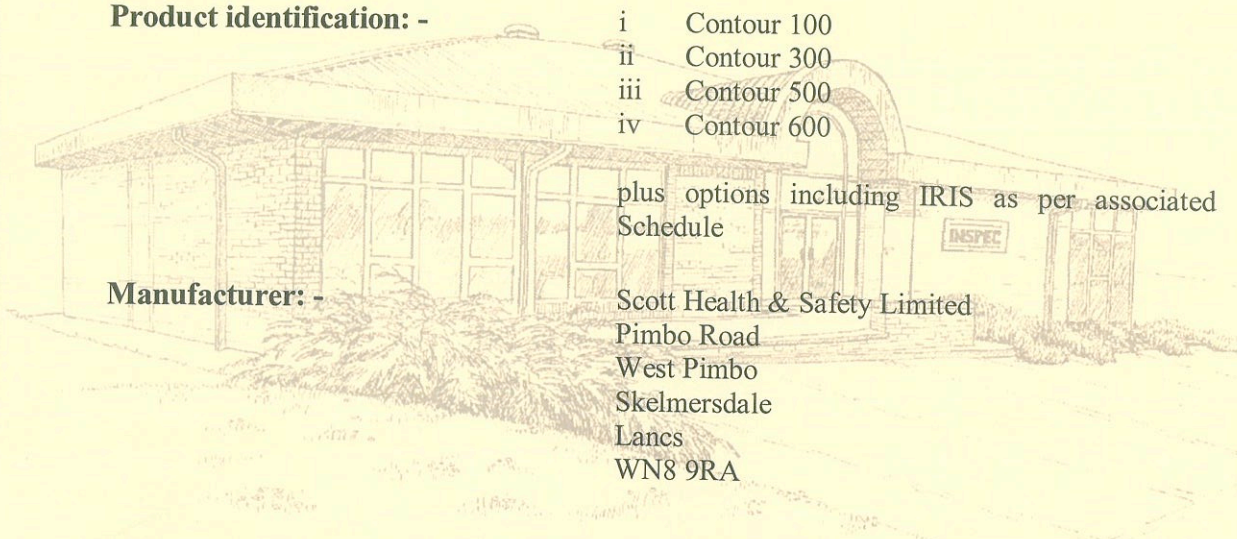 Product identification: -
i Contour 100
ii Contour 300
iii Contour 500
iv Contour 600
plus options including IRIS as per associated
Schedule
INSPEC
Manufacturer: -
Scott Health & Safety Limited
Pimbo Road
West Pimbo
Skelmersdale
Lancs
WN8 9RA